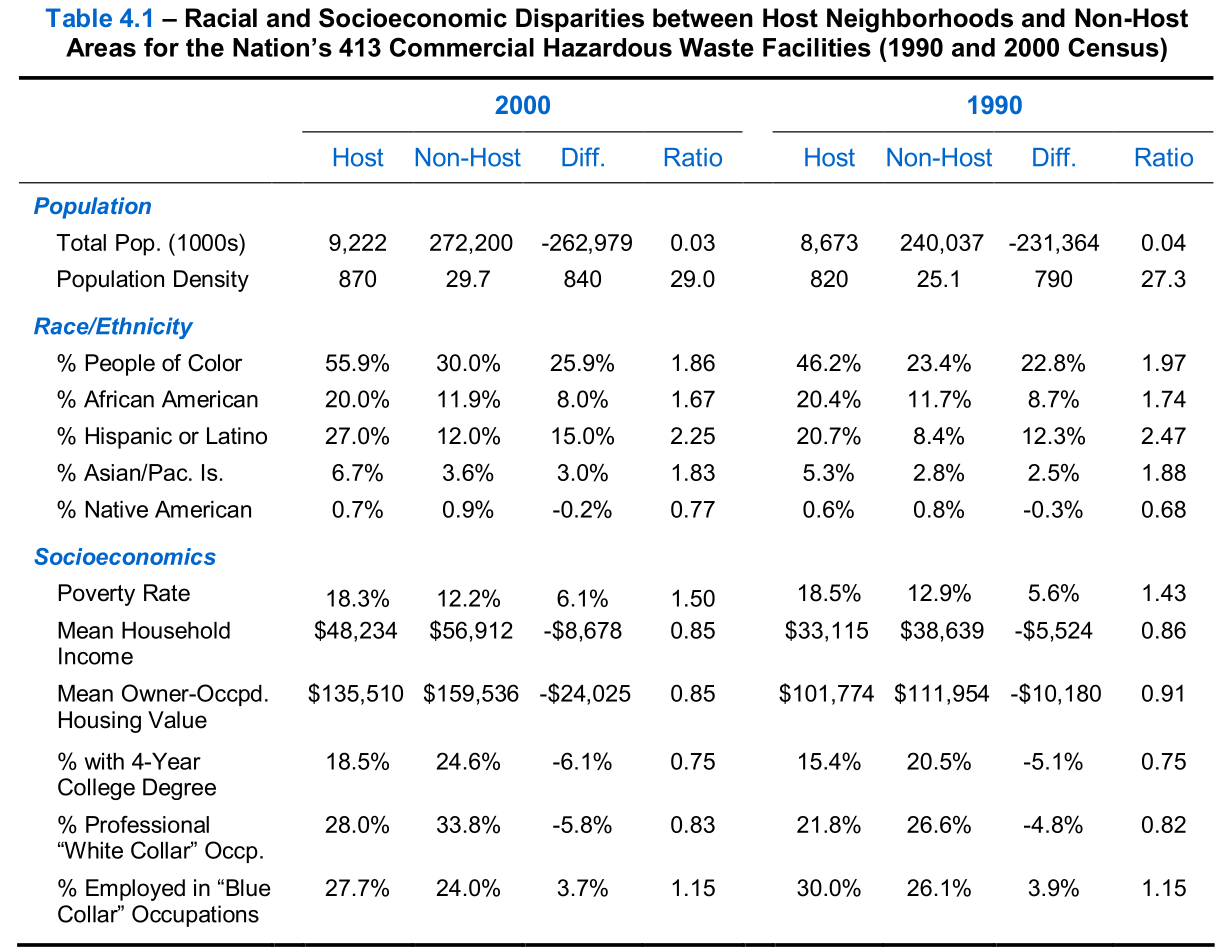 Table 4.1 – Racial and Socioeconomic Disparities between Host Neighborhoods and Non-Host
Areas for the Nation’s 413 Commercial Hazardous Waste Facilities (1990 and 2000 Census)
2000 1990
Host Non-Host Diff. Ratio Host Non-Host Diff. Ratio
Population
Total Pop. (1000s) 9,222 272,200 -262,979 0.03 8,673 240,037 -231,364 0.04
Population Density 870 29.7 840 29.0 820 25.1 790 27.3
Race/Ethnicity
% People of Color 55.9% 30.0% 25.9% 1.86 46.2% 23.4% 22.8% 1.97
% African American 20.0% 11.9% 8.0% 1.67 20.4% 11.7% 8.7% 1.74
% Hispanic or Latino 27.0% 12.0% 15.0% 2.25 20.7% 8.4% 12.3% 2.47
% Asian/Pac. Is. 6.7% 3.6% 3.0% 1.83 5.3% 2.8% 2.5% 1.88
% Native American 0.7% 0.9% -0.2% 0.77 0.6% 0.8% -0.3% 0.68
Socioeconomics
Poverty Rate 18.3% 12.2% 6.1% 1.50 18.5% 12.9% 5.6% 1.43
Mean Household $48,234 $56,912 -$8,678 0.85 $33,115 $38,639 -$5,524 0.86
Income
Mean Owner-Occpd. $135,510 $159,536 -$24,025 0.85 $101,774 $111,954 -$10,180 0.91
Housing Value
% with 4-Year 18.5% 24.6% -6.1% 0.75 15.4% 20.5% -5.1% 0.75
College Degree
% Professional 28.0% 33.8% -5.8% 0.83 21.8% 26.6% -4.8% 0.82
“White Collar” Occp.
% Employed in “Blue 27.7% 24.0% 3.7% 1.15 30.0% 26.1% 3.9% 1.15
Collar” Occupations